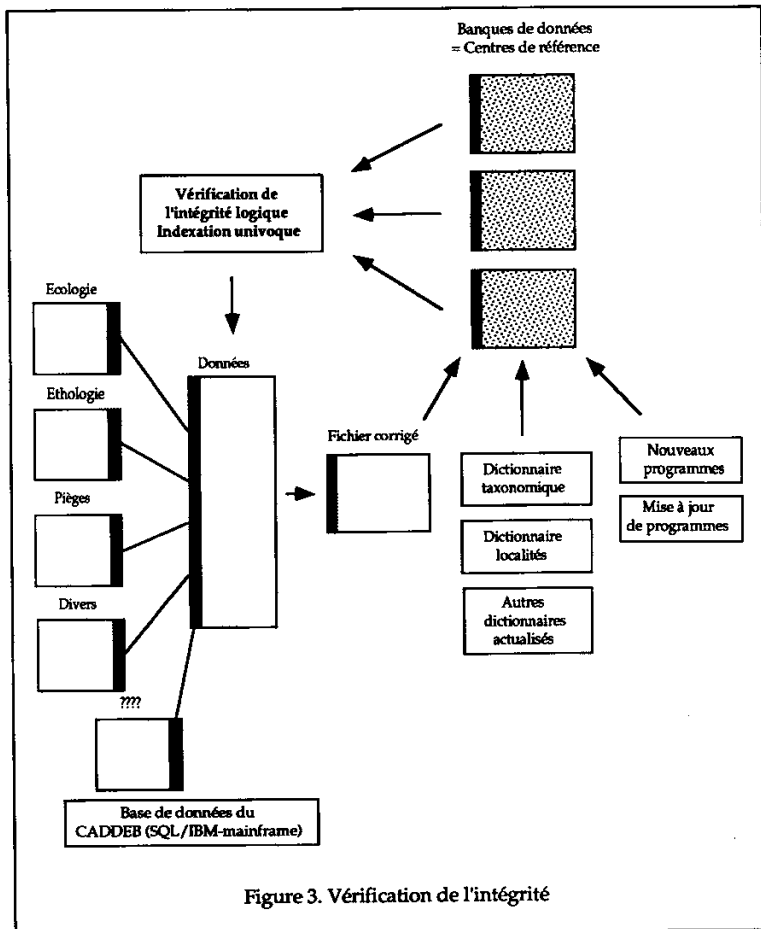 Banques de données
= Centres de référence
Vérification de
l'intégrité logique
Indexation univoque
Ecologie
Données
Ethologie
Fichier corrigé
Pièges
Divers
????
Dictionnaire
taxonomique
Dictionnaire
localités
Autres
dictionnaires
actualisés
Nouveaux
programmes
Mise à jour
de programmes
Base de données du
CADDEB (SQL/IBM-mainframe)
Figure 3. Vérification de l'intégrité